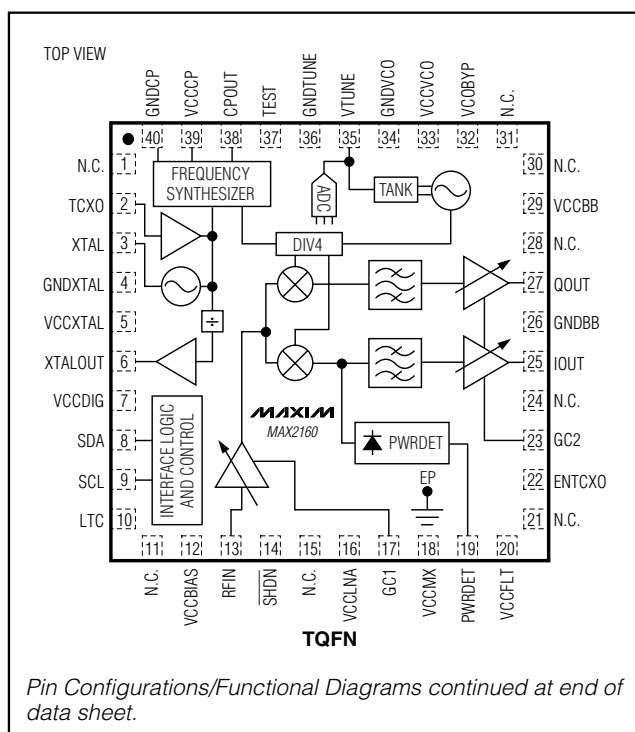 TOP VIEW
GNDCP
VCCCP
CPOUT
TEST
GNDTUNE
VTUNE
GNDVCO
VCCVCO
VCOBYP
N.C.
40 39 38 37 36 35 34 33 32 31
N.C. 1
TCXO 2
XTAL 3
GNDXTAL 4
VCCXTAL 5
XTALOUT 6
VCCDIG 7
SDA 8
SCL 9
LTC 10
FREQUENCY
SYNTHESIZER
ADC
TANK
DIV4
÷
MAXIM
MAX2160
INTERFACE LOGIC
AND CONTROL
PWRDET
EP
30 N.C.
29 VCCBB
28 N.C.
27 QOUT
26 GNDBB
25 IOUT
24 N.C.
23 GC2
22 ENTCXO
21 N.C.
11 12 13 14 15 16 17 18 19 20
N.C.
VCCBIAS
RFIN
SHDN
N.C.
VCCLNA
GC1
VCCMX
PWRDET
VCCFLT
TQFN
Pin Configurations/Functional Diagrams continued at end of
data sheet.